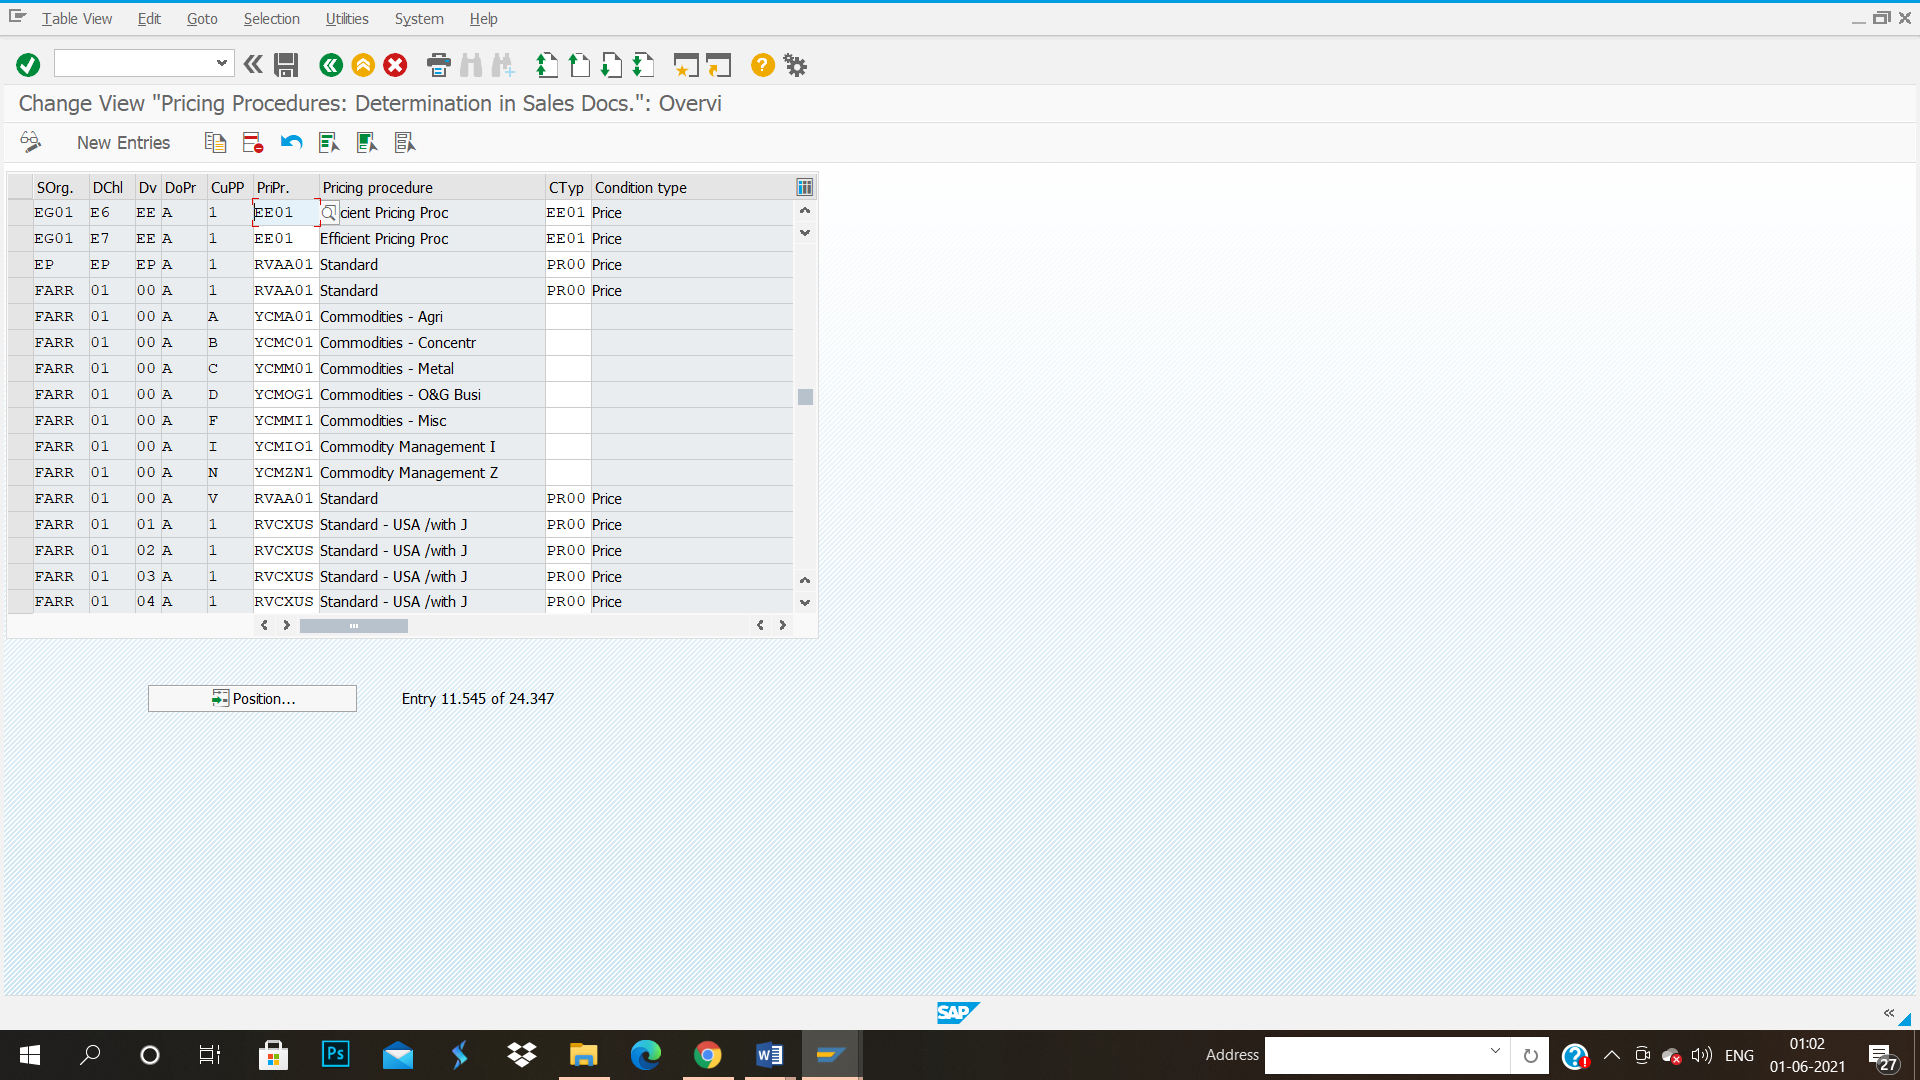 Table View Edit Goto Selection Utilities System Help
Change View "Pricing Procedures: Determination in Sales Docs.": Overvi
New Entries
SOrg. DChl Dv DoPr CuPP PriPr. Pricing procedure CTyp Condition type
EG01 E6 EE A 1 EE01 cient Pricing Proc EE01 Price
EG01 E7 EE A 1 EE01 Efficient Pricing Proc EE01 Price
EP EP EP A 1 RVAA01 Standard PR00 Price
FARR 01 00 A 1 RVAA01 Standard PR00 Price
FARR 01 00 A A YCMA01 Commodities - Agri
FARR 01 00 A B YCMC01 Commodities - Concentr
FARR 01 00 A C YCMM01 Commodities - Metal
FARR 01 00 A D YCMOG1 Commodities - O&G Busi
FARR 01 00 A F YCMMI1 Commodities - Misc
FARR 01 00 A I YCMIO1 Commodity Management I
FARR 01 00 A N YCMZN1 Commodity Management Z
FARR 01 00 A V RVAA01 Standard PR00 Price
FARR 01 01 A 1 RVCXUS Standard - USA /with J PR00 Price
FARR 01 02 A 1 RVCXUS Standard - USA /with J PR00 Price
FARR 01 03 A 1 RVCXUS Standard - USA /with J PR00 Price
FARR 01 04 A 1 RVCXUS Standard - USA /with J PR00 Price
Position... Entry 11.545 of 24.347
SAP
Ps
Address
ENG
01:02
01-06-2021
27